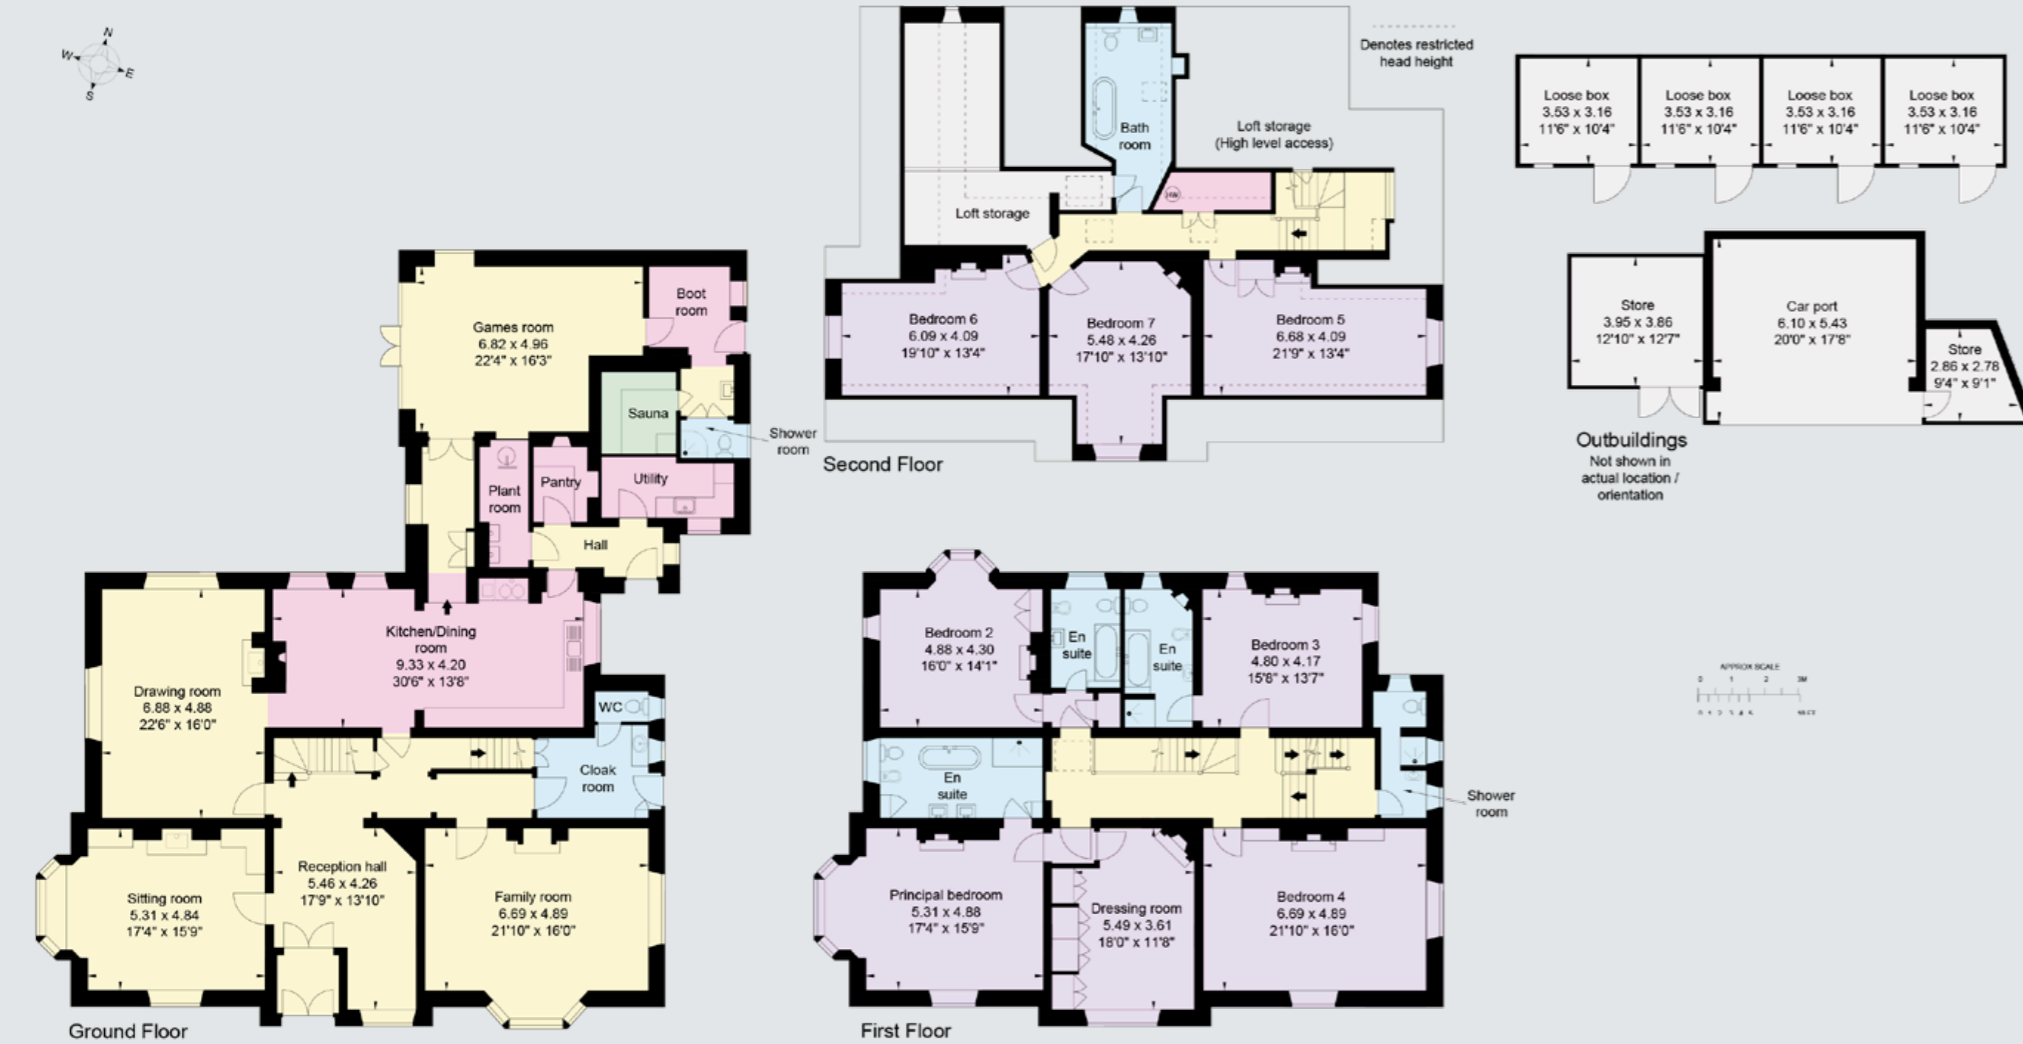 N
W
E
S
Denotes restricted
head height
Bath
room
Loft storage
(High level access)
Loft storage
HW
Bedroom 6
6.09 x 4.09
19'10" x 13'4"
Bedroom 7
5.48 x 4.26
17'10" x 13'10"
Bedroom 5
6.68 x 4.09
21'9" x 13'4"
Second Floor
Loose box
3.53 x 3.16
11'6" x 10'4"
Loose box
3.53 x 3.16
11'6" x 10'4"
Loose box
3.53 x 3.16
11'6" x 10'4"
Loose box
3.53 x 3.16
11'6" x 10'4"
Store
3.95 x 3.86
12'10" x 12'7"
Car port
6.10 x 5.43
20'0" x 17'8"
Store
2.86 x 2.78
9'4" x 9'1"
Outbuildings
Not shown in
actual location /
orientation
Games room
6.82 x 4.96
22'4" x 16'3"
Boot
room
Sauna
Shower
room
Plant
room
Pantry
Utility
Hall
Kitchen/Dining
room
9.33 x 4.20
30'6" x 13'8"
Drawing room
6.88 x 4.88
22'6" x 16'0"
WC
Cloak
room
Sitting room
5.31 x 4.84
17'4" x 15'9"
Reception hall
5.46 x 4.26
17'9" x 13'10"
Family room
6.69 x 4.89
21'10" x 16'0"
Ground Floor
Bedroom 2
4.88 x 4.30
16'0" x 14'1"
En
suite
En
suite
Bedroom 3
4.80 x 4.17
15'8" x 13'7"
En
suite
Shower
room
Principal bedroom
5.31 x 4.88
17'4" x 15'9"
Dressing room
5.49 x 3.61
18'0" x 11'8"
Bedroom 4
6.69 x 4.89
21'10" x 16'0"
First Floor
APPROX SCALE
0 1 2 3M
0 1 2 3 4 5